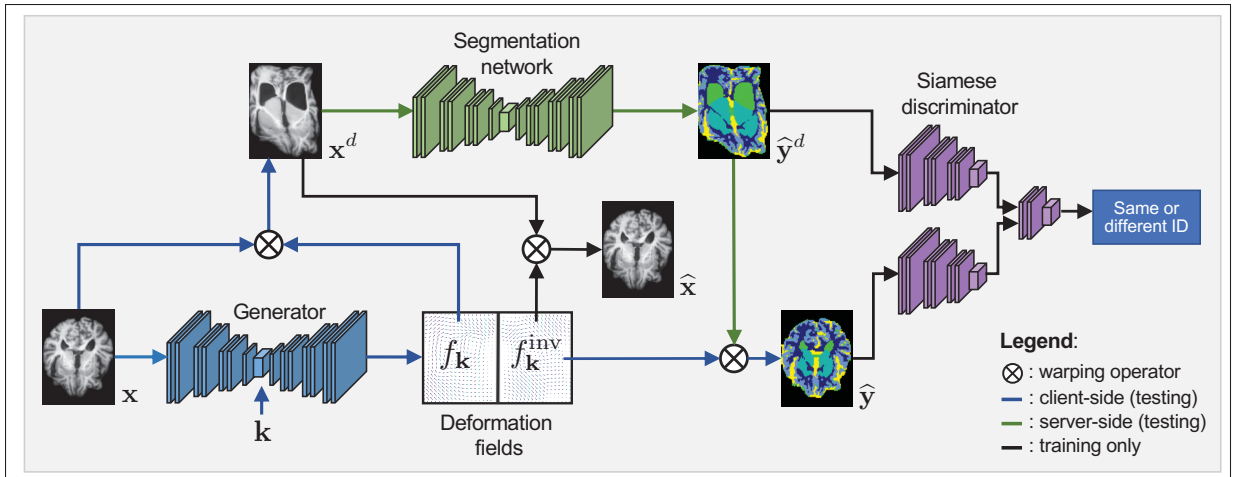 Segmentation
network
Siamese
discriminator
x^d
ŷ^d
Same or
different ID
x̂
Generator
f_k
f_k^inv
x
k
Deformation
fields
ŷ
Legend:
⊗ : warping operator
: client-side (testing)
: server-side (testing)
: training only